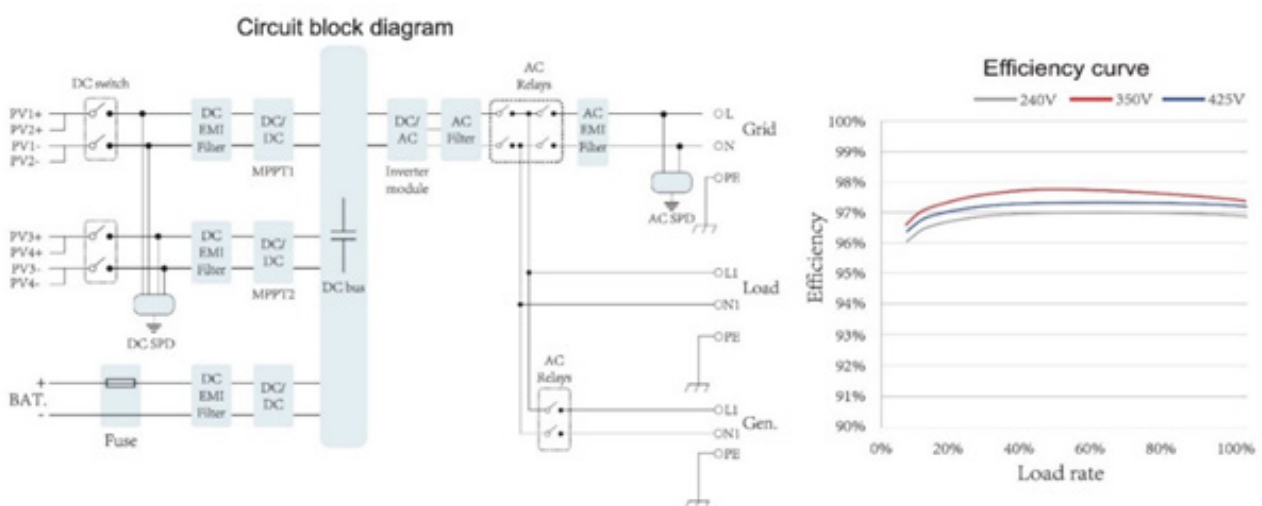 Circuit block diagram
DC switch
PV1+
PV2+
PV1-
PV2-
DC
EMI
Filter
DC/
DC
MPPT1
DC/
AC
Inverter
module
AC
Filter
AC
Relays
AC
EMI
Filter
L
N
Grid
PE
AC SPD
PV3+
PV4+
PV3-
PV4-
DC SPD
DC
EMI
Filter
DC/
DC
MPPT2
DC bus
L1
Load
N1
PE
+
BAT.
-
Fuse
DC
EMI
Filter
DC/
DC
AC
Relays
L1
Gen.
N1
PE
Efficiency curve
240V 350V 425V
Efficiency
100%
99%
98%
97%
96%
95%
94%
93%
92%
91%
90%
0% 20% 40% 60% 80% 100%
Load rate